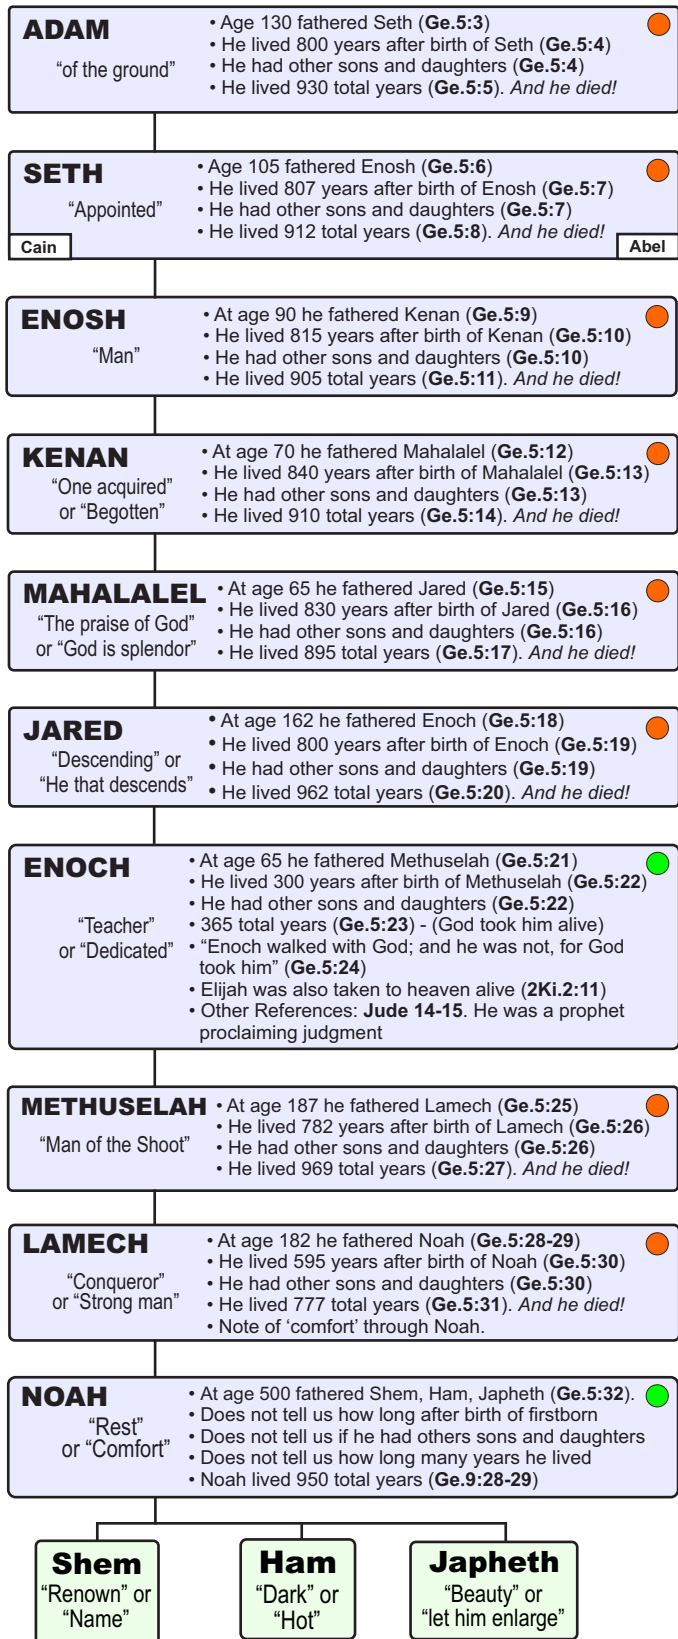 ADAM
“of the ground”
• Age 130 fathered Seth (Ge.5:3)
• He lived 800 years after birth of Seth (Ge.5:4)
• He had other sons and daughters (Ge.5:4)
• He lived 930 total years (Ge.5:5). And he died!
SETH
“Appointed”
• Age 105 fathered Enosh (Ge.5:6)
• He lived 807 years after birth of Enosh (Ge.5:7)
• He had other sons and daughters (Ge.5:7)
• He lived 912 total years (Ge.5:8). And he died!
Cain
Abel
ENOSH
“Man”
• At age 90 he fathered Kenan (Ge.5:9)
• He lived 815 years after birth of Kenan (Ge.5:10)
• He had other sons and daughters (Ge.5:10)
• He lived 905 total years (Ge.5:11). And he died!
KENAN
“One acquired”
or “Begotten”
• At age 70 he fathered Mahalalel (Ge.5:12)
• He lived 840 years after birth of Mahalalel (Ge.5:13)
• He had other sons and daughters (Ge.5:13)
• He lived 910 total years (Ge.5:14). And he died!
MAHALALEL
“The praise of God”
or “God is splendor”
• At age 65 he fathered Jared (Ge.5:15)
• He lived 830 years after birth of Jared (Ge.5:16)
• He had other sons and daughters (Ge.5:16)
• He lived 895 total years (Ge.5:17). And he died!
JARED
“Descending” or
“He that descends”
• At age 162 he fathered Enoch (Ge.5:18)
• He lived 800 years after birth of Enoch (Ge.5:19)
• He had other sons and daughters (Ge.5:19)
• He lived 962 total years (Ge.5:20). And he died!
ENOCH
“Teacher”
or “Dedicated”
• At age 65 he fathered Methuselah (Ge.5:21)
• He lived 300 years after birth of Methuselah (Ge.5:22)
• He had other sons and daughters (Ge.5:22)
• 365 total years (Ge.5:23) - (God took him alive)
• “Enoch walked with God; and he was not, for God
took him” (Ge.5:24)
• Elijah was also taken to heaven alive (2Ki.2:11)
• Other References: Jude 14-15. He was a prophet
proclaiming judgment
METHUSELAH
“Man of the Shoot”
• At age 187 he fathered Lamech (Ge.5:25)
• He lived 782 years after birth of Lamech (Ge.5:26)
• He had other sons and daughters (Ge.5:26)
• He lived 969 total years (Ge.5:27). And he died!
LAMECH
“Conqueror”
or “Strong man”
• At age 182 he fathered Noah (Ge.5:28-29)
• He lived 595 years after birth of Noah (Ge.5:30)
• He had other sons and daughters (Ge.5:30)
• He lived 777 total years (Ge.5:31). And he died!
• Note of ‘comfort’ through Noah.
NOAH
“Rest”
or “Comfort”
• At age 500 fathered Shem, Ham, Japheth (Ge.5:32).
• Does not tell us how long after birth of firstborn
• Does not tell us if he had others sons and daughters
• Does not tell us how long many years he lived
• Noah lived 950 total years (Ge.9:28-29)
Shem
“Renown” or
“Name”
Ham
“Dark” or
“Hot”
Japheth
“Beauty” or
“let him enlarge”